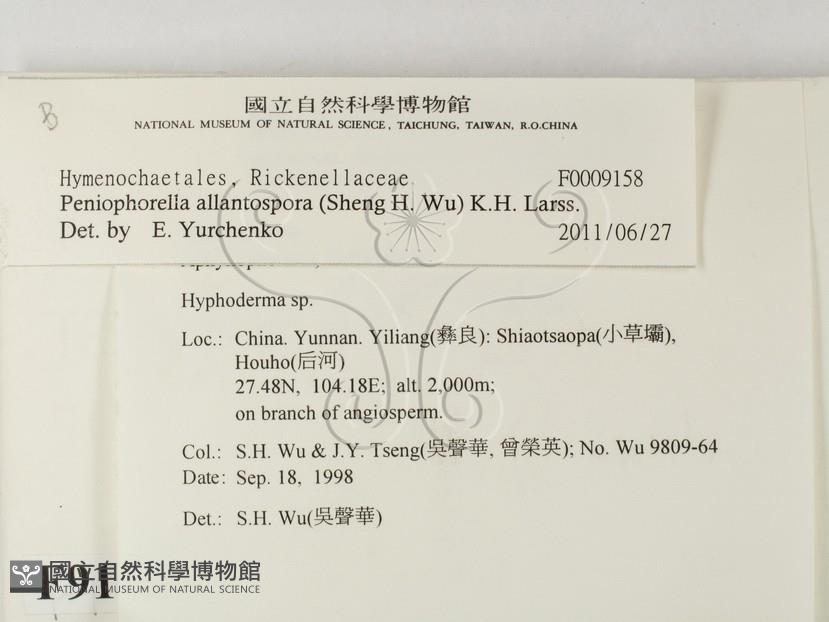 B
國立自然科學博物館
NATIONAL MUSEUM OF NATURAL SCIENCE, TAICHUNG, TAIWAN, R.O.CHINA
Hymenochaetales, Rickenellaceae F0009158
Peniophorella allantospora (Sheng H. Wu) K.H. Larss.
Det. by E. Yurchenko 2011/06/27
Hyphoderma sp.
Loc.: China. Yunnan. Yiliang(彝良): Shiaotsaopa(小草壩),
Houho(后河)
27.48N, 104.18E; alt. 2,000m;
on branch of angiosperm.
Col.: S.H. Wu & J.Y. Tseng(吳聲華, 曾榮英); No. Wu 9809-64
Date: Sep. 18, 1998
Det.: S.H. Wu(吳聲華)
國立自然科學博物館
NATIONAL MUSEUM OF NATURAL SCIENCE
F91